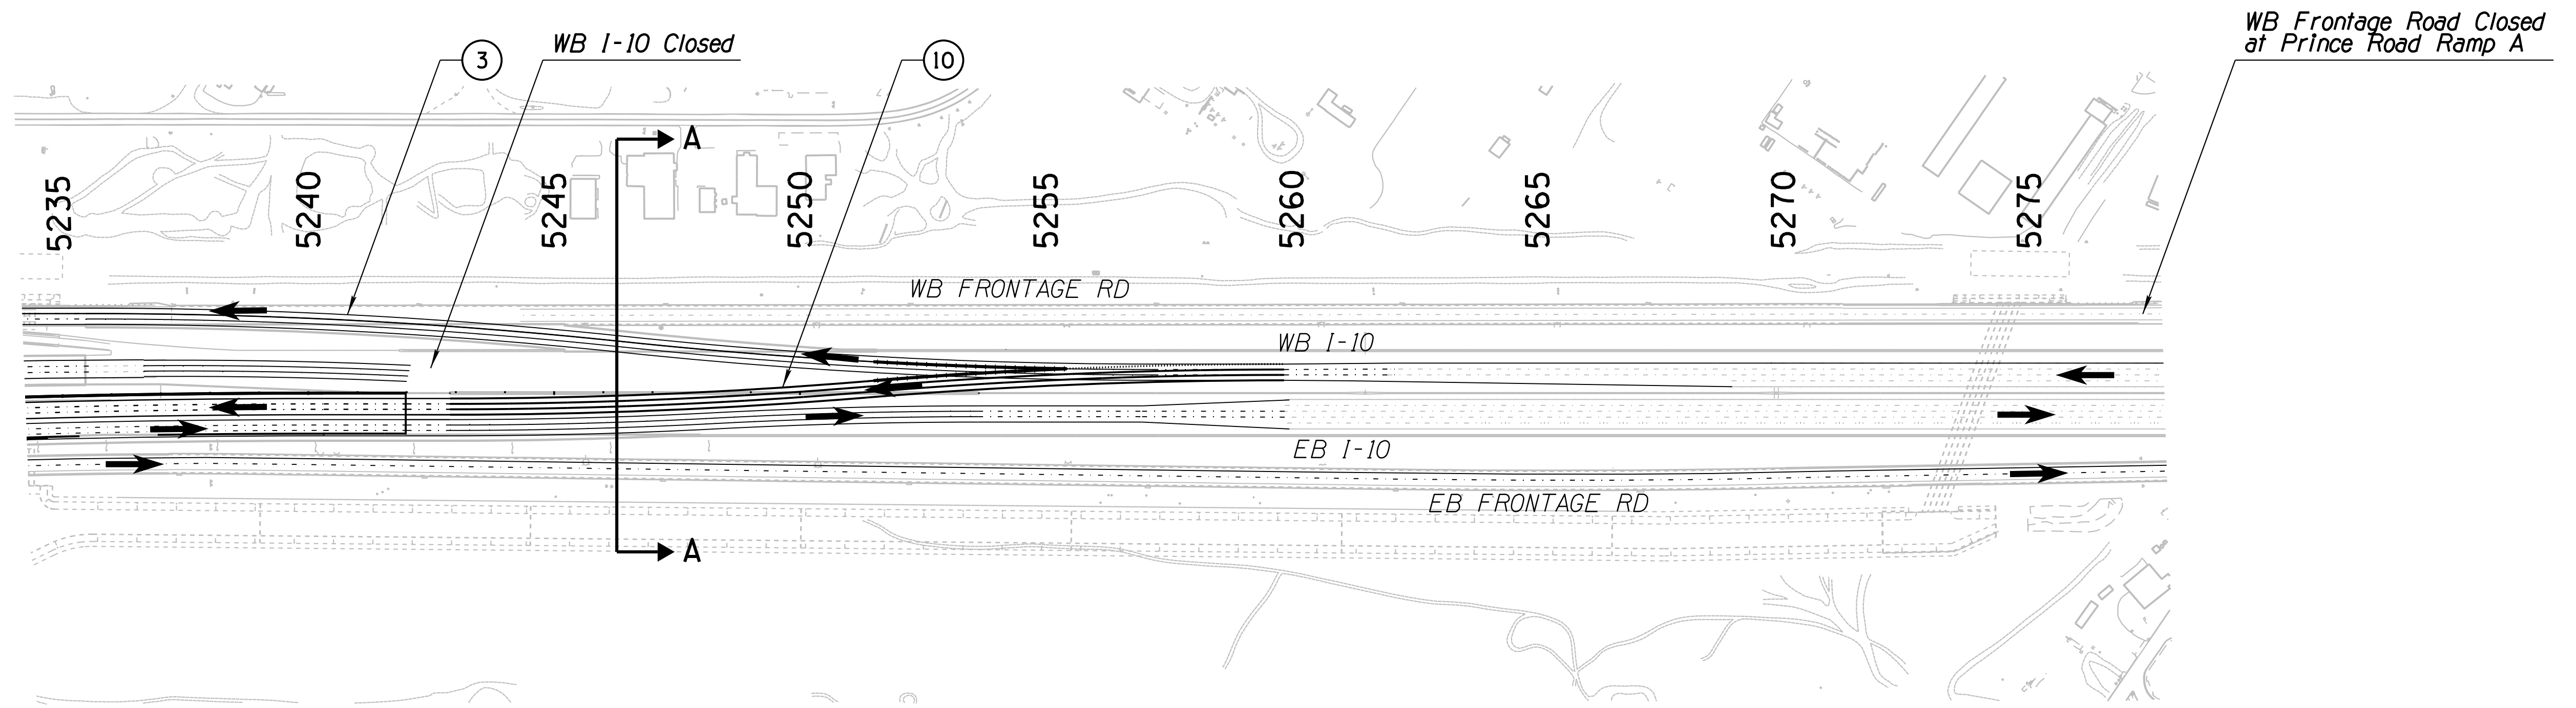 WB Frontage Road Closed
at Prince Road Ramp A
3
WB I-10 Closed
10
A
5235
5240
5245
5250
5255
5260
5265
5270
5275
WB FRONTAGE RD
WB I-10
EB I-10
EB FRONTAGE RD
A